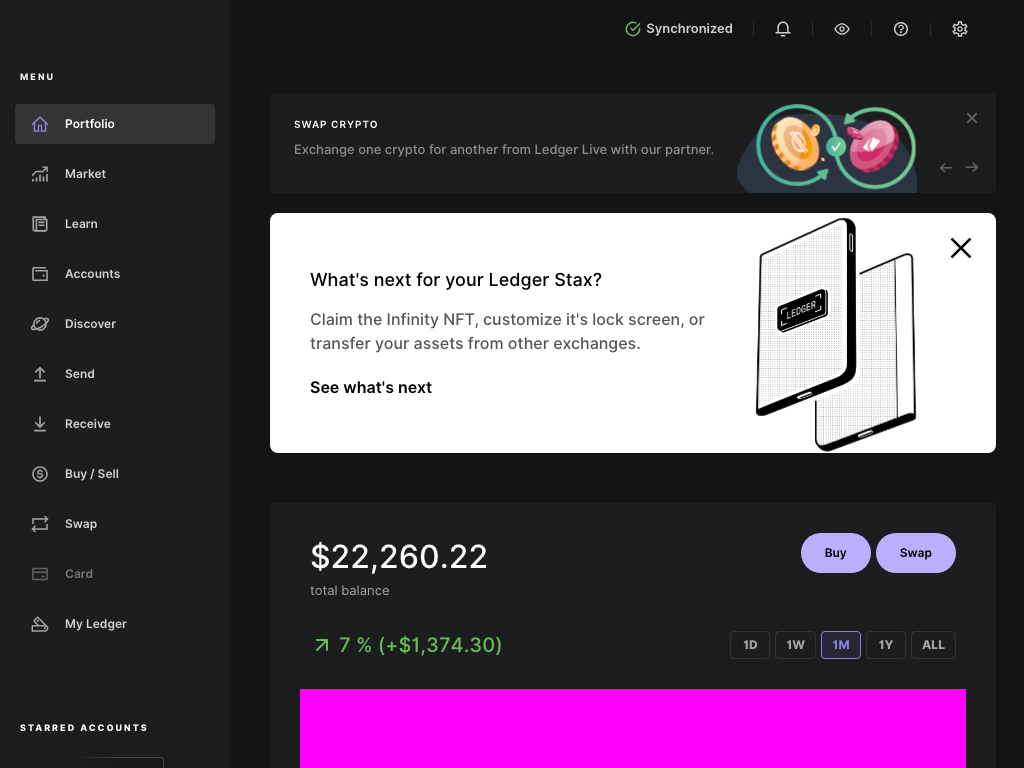 Synchronized
MENU
Portfolio
Market
Learn
Accounts
Discover
Send
Receive
Buy / Sell
Swap
Card
My Ledger
STARRED ACCOUNTS
SWAP CRYPTO
Exchange one crypto for another from Ledger Live with our partner.
What's next for your Ledger Stax?
Claim the Infinity NFT, customize it's lock screen, or
transfer your assets from other exchanges.
See what's next
LEDGER
$22,260.22
total balance
Buy
Swap
7 % (+$1,374.30)
1D
1W
1M
1Y
ALL